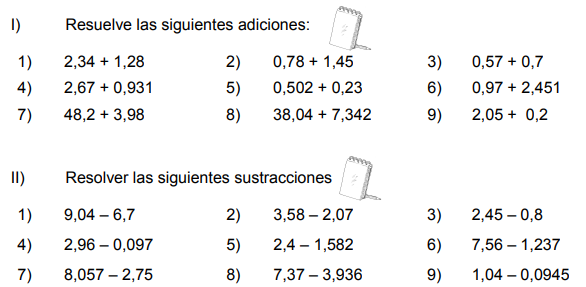 I) Resuelve las siguientes adiciones:
1) 2,34 + 1,28 2) 0,78 + 1,45 3) 0,57 + 0,7
4) 2,67 + 0,931 5) 0,502 + 0,23 6) 0,97 + 2,451
7) 48,2 + 3,98 8) 38,04 + 7,342 9) 2,05 + 0,2
II) Resolver las siguientes sustracciones
1) 9,04 – 6,7 2) 3,58 – 2,07 3) 2,45 – 0,8
4) 2,96 – 0,097 5) 2,4 – 1,582 6) 7,56 – 1,237
7) 8,057 – 2,75 8) 7,37 – 3,936 9) 1,04 – 0,0945